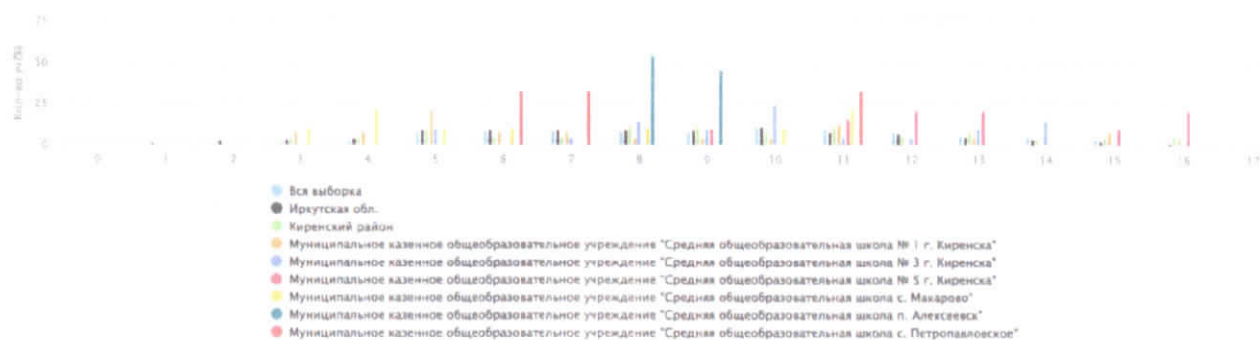 75
Кол-во уч(%)
50
25
0
0 1 2 3 4 5 6 7 8 9 10 11 12 13 14 15 16 17
Вся выборка
Иркутская обл.
Киренский район
Муниципальное казенное общеобразовательное учреждение "Средняя общеобразовательная школа № 1 г. Киренска"
Муниципальное казенное общеобразовательное учреждение "Средняя общеобразовательная школа № 3 г. Киренска"
Муниципальное казенное общеобразовательное учреждение "Средняя общеобразовательная школа № 5 г. Киренска"
Муниципальное казенное общеобразовательное учреждение "Средняя общеобразовательная школа с. Макарово"
Муниципальное казенное общеобразовательное учреждение "Средняя общеобразовательная школа п. Алексеевск"
Муниципальное казенное общеобразовательное учреждение "Средняя общеобразовательная школа с. Петропавловское"